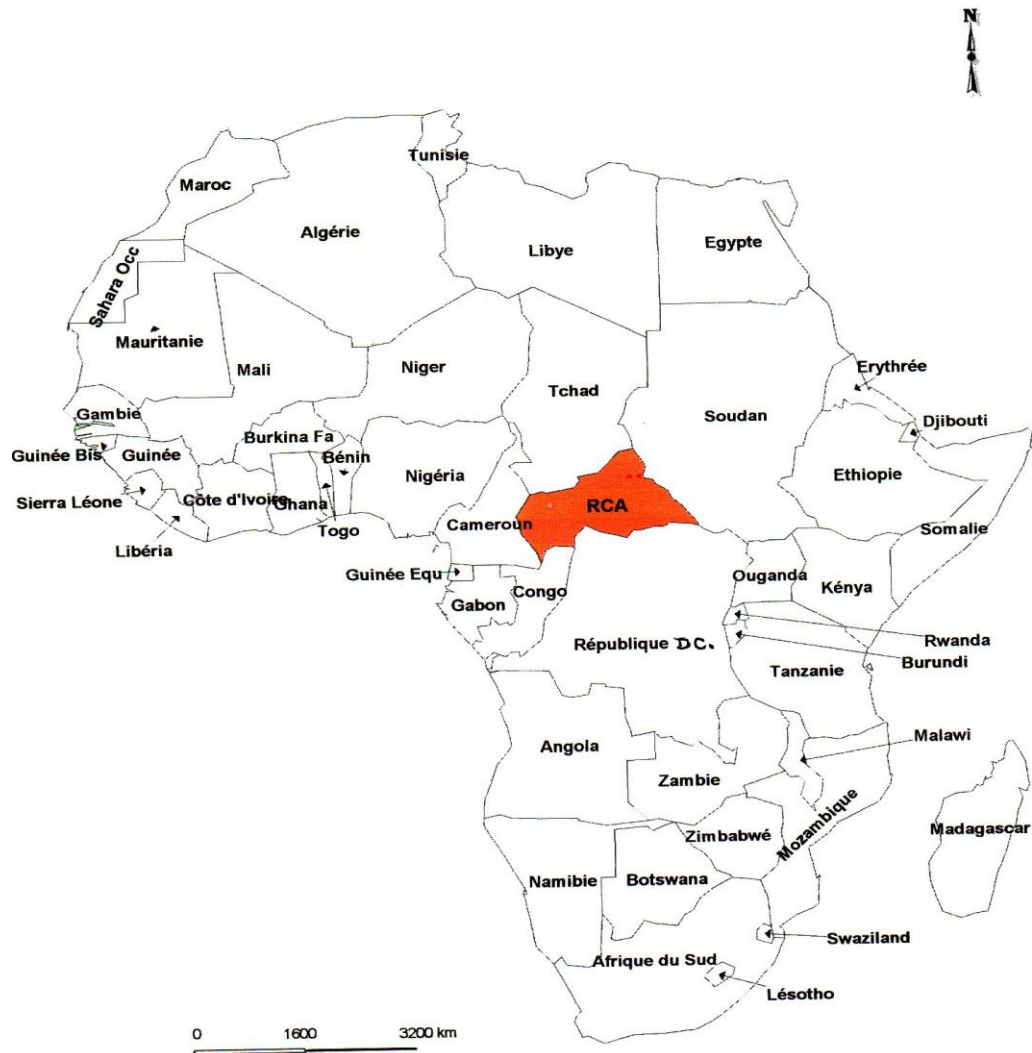 N
Tunisie
Maroc
Algérie
Libye
Egypte
Sahara Occ
Mauritanie
Mali
Niger
Tchad
Soudan
Erythrée
Gambie
Djibouti
Burkina Fa
Guinée Bis
Guinée
Bénin
Nigéria
Ethiopie
Sierra Léone
Côte d'Ivoire
Ghana
RCA
Togo
Cameroun
Somalie
Libéria
Guinée Equ
Ouganda
Kénya
Gabon
Congo
Rwanda
République DC.
Burundi
Tanzanie
Malawi
Angola
Zambie
Mozambique
Zimbabwé
Madagascar
Namibie
Botswana
Swaziland
Afrique du Sud
Lésotho
0 1600 3200 km